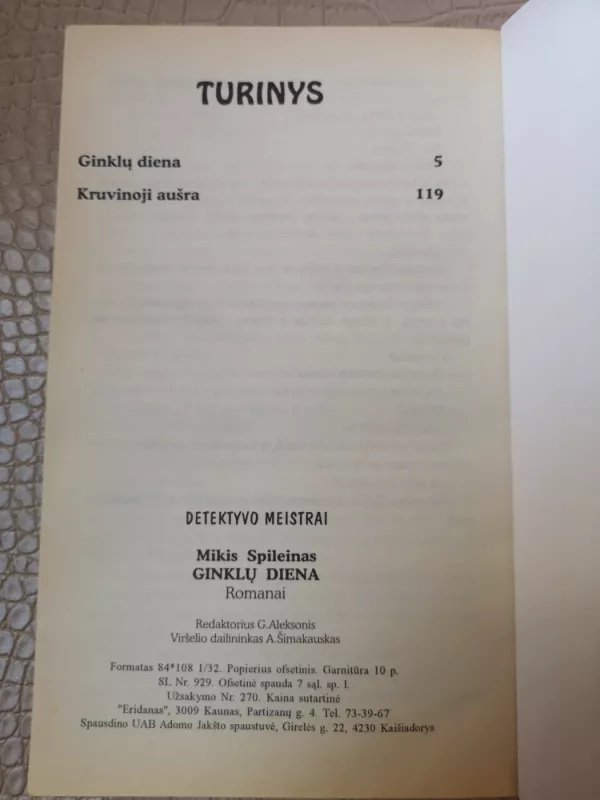 TURINYS
Ginklų diena 5
Kruvinoji aušra 119
DETEKTYVO MEISTRAI
Mikis Spileinas
GINKLŲ DIENA
Romanai
Redaktorius G.Aleksonis
Viršelio dailininkas A.Šimakauskas
Formatas 84*108 1/32. Popierius ofsetinis. Garnitūra 10 p.
SL Nr. 929. Ofsetinė spauda 7 sąl. sp. l.
Užsakymo Nr. 270. Kaina sutartinė
"Eridanas", 3009 Kaunas, Partizanų g. 4. Tel. 73-39-67
Spausdino UAB Adomo Jakšto spaustuvė, Girelės g. 22, 4230 Kaišiadorys